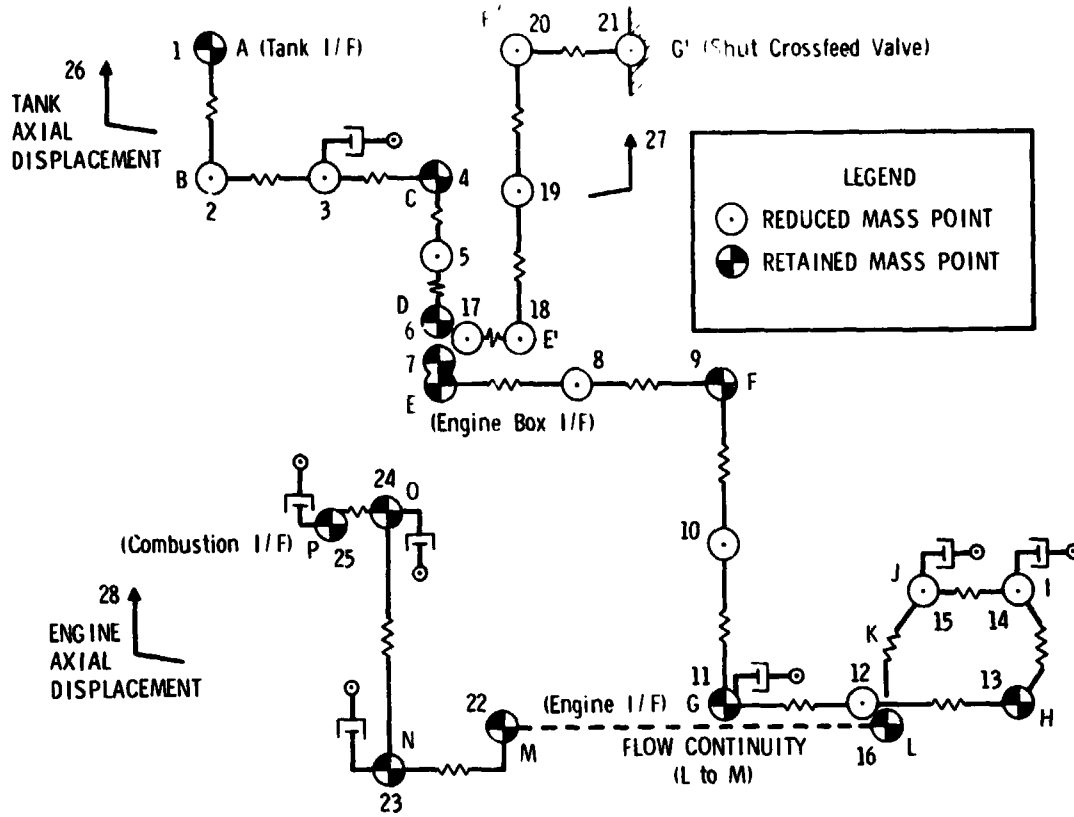 20
21
1
A (Tank I/F)
G' (Shut Crossfeed Valve)
26
TANK
AXIAL
DISPLACEMENT
27
LEGEND
REDUCED MASS POINT
RETAINED MASS POINT
B
2
3
C
4
19
5
D
6
17
18
E'
7
E
8
9
F
(Engine Box I/F)
24
O
(Combustion I/F)
P
25
10
28
ENGINE
AXIAL
DISPLACEMENT
J
I
15
14
K
11
12
13
22
(Engine I/F)
G
H
N
M
FLOW CONTINUITY
(L to M)
16
L
23